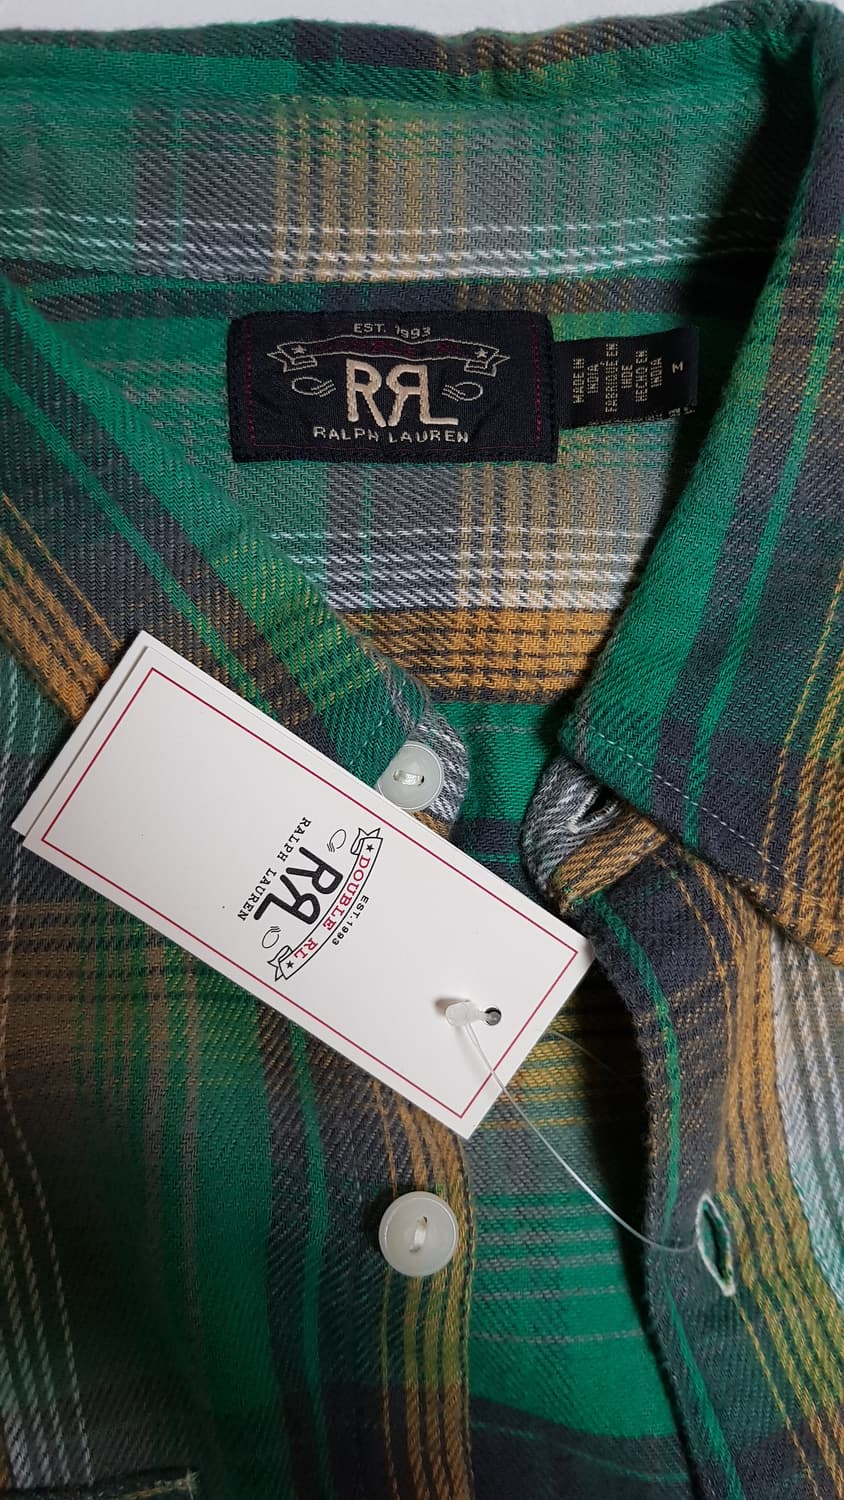 EST. 1993
RRL
RALPH LAUREN
M
MADE IN
INDIA
FABRIQUÉ EN
INDE
HECHO EN
INDIA
EST. 1993
DOUBLE RL
RRL
RALPH LAUREN